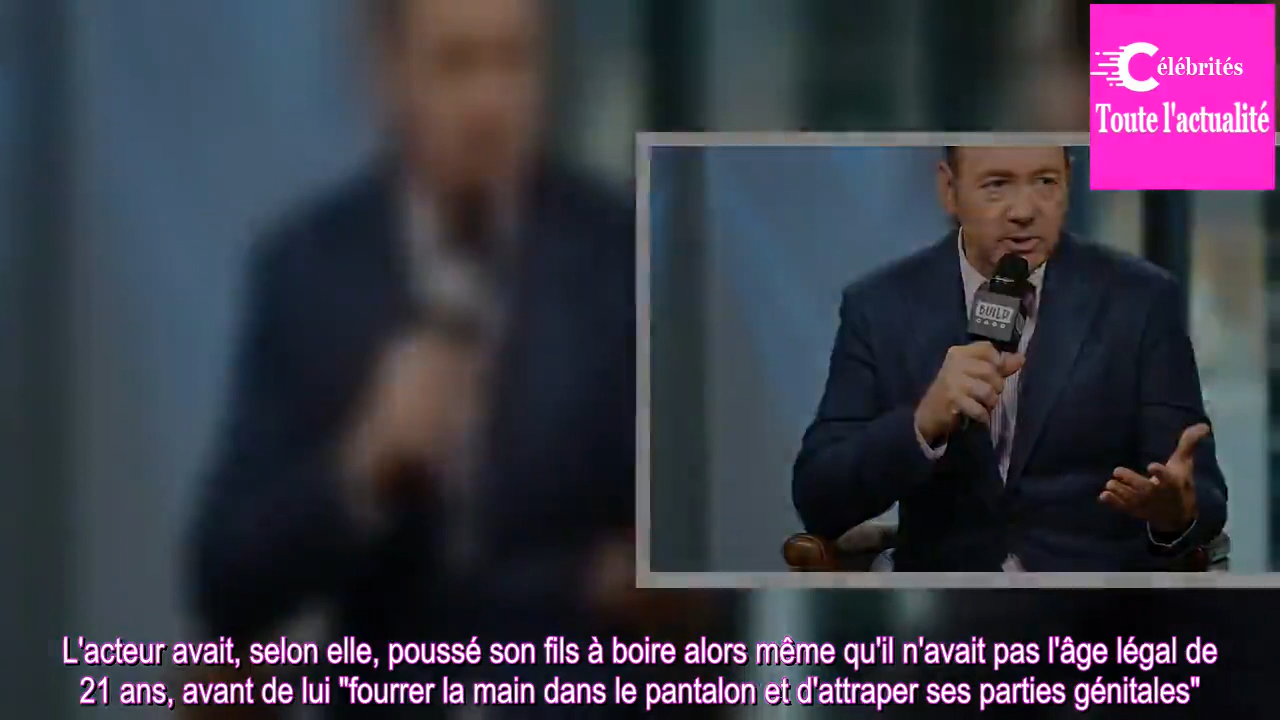 Célébrités
Toute l'actualité
BUILD
L'acteur avait, selon elle, poussé son fils à boire alors même qu'il n'avait pas l'âge légal de
21 ans, avant de lui "fourrer la main dans le pantalon et d'attraper ses parties génitales"